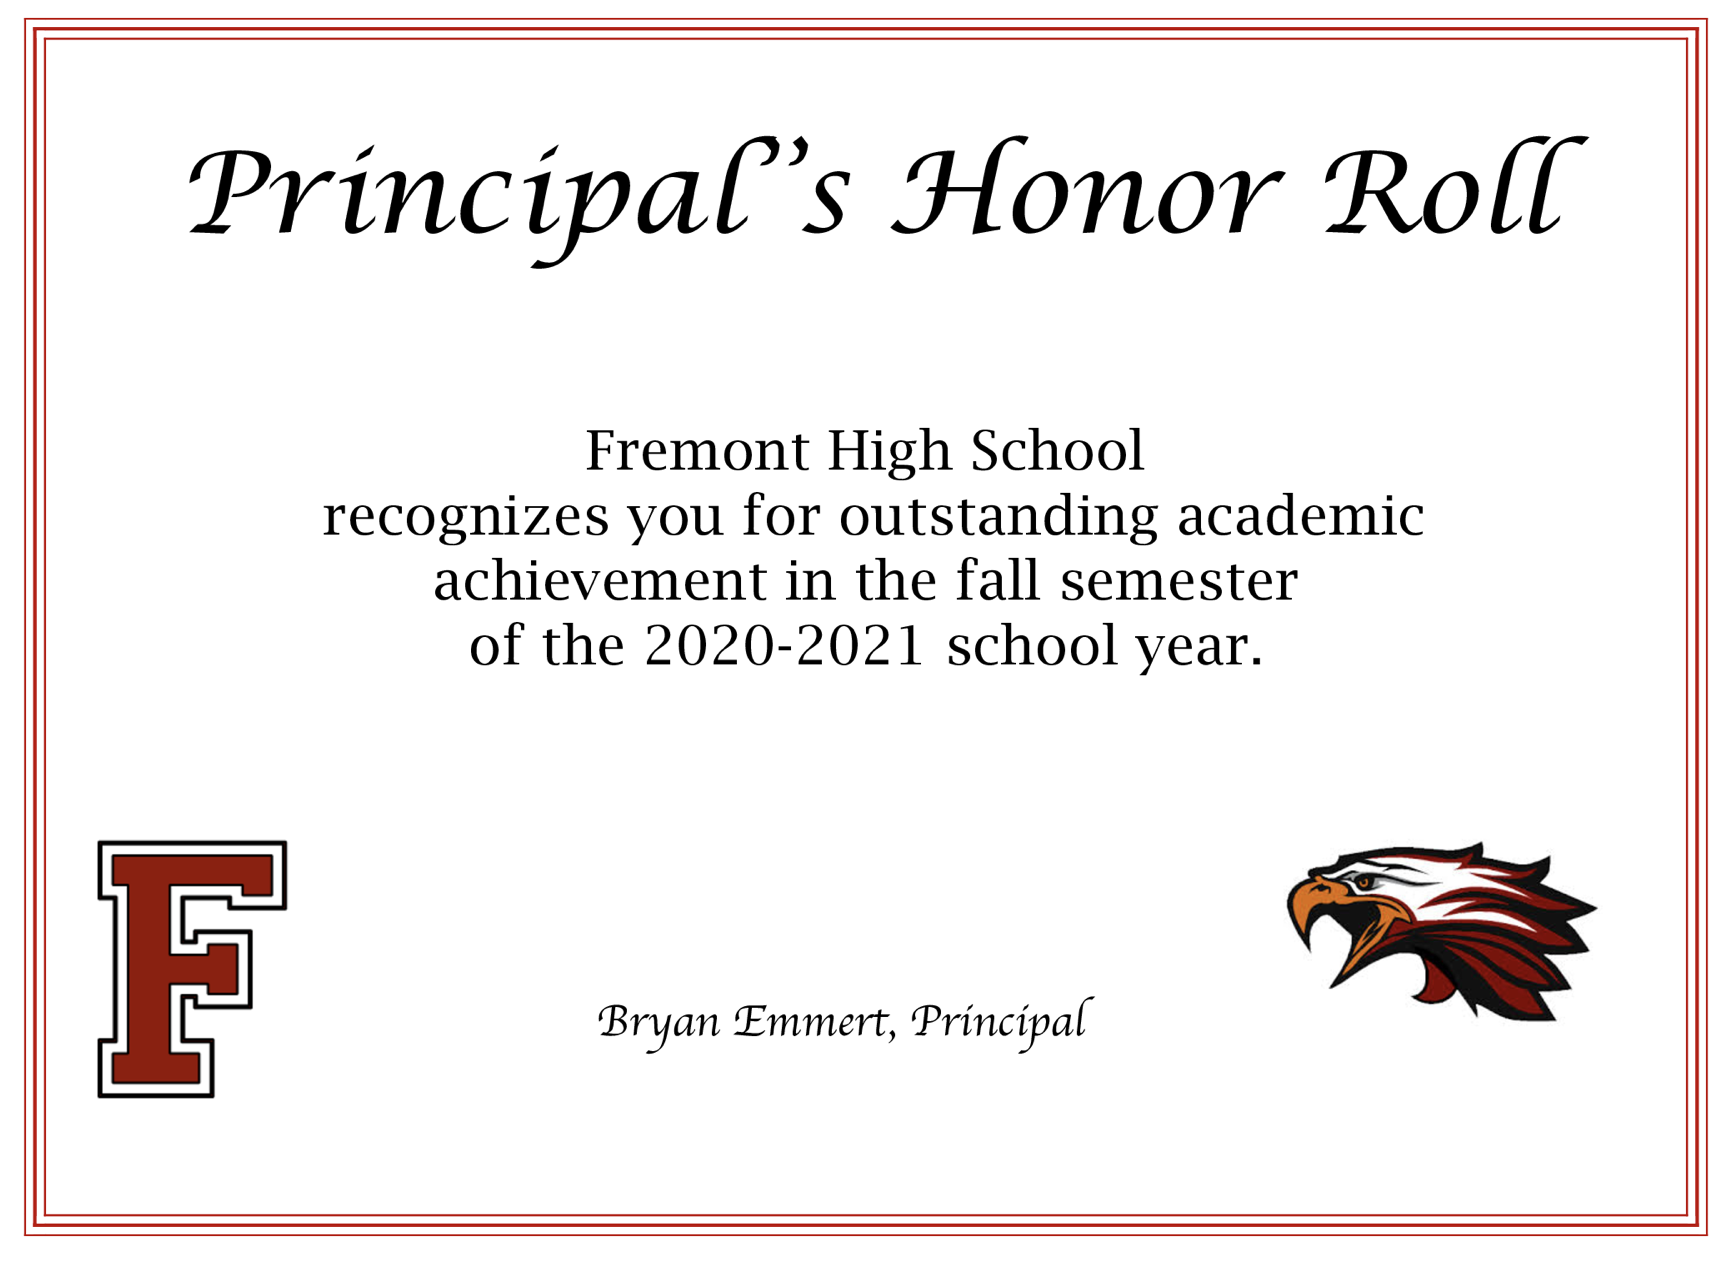 Principal’’s Honor Roll
Fremont High School
recognizes you for outstanding academic
achievement in the fall semester
of the 2020-2021 school year.
F
Bryan Emmert, Principal